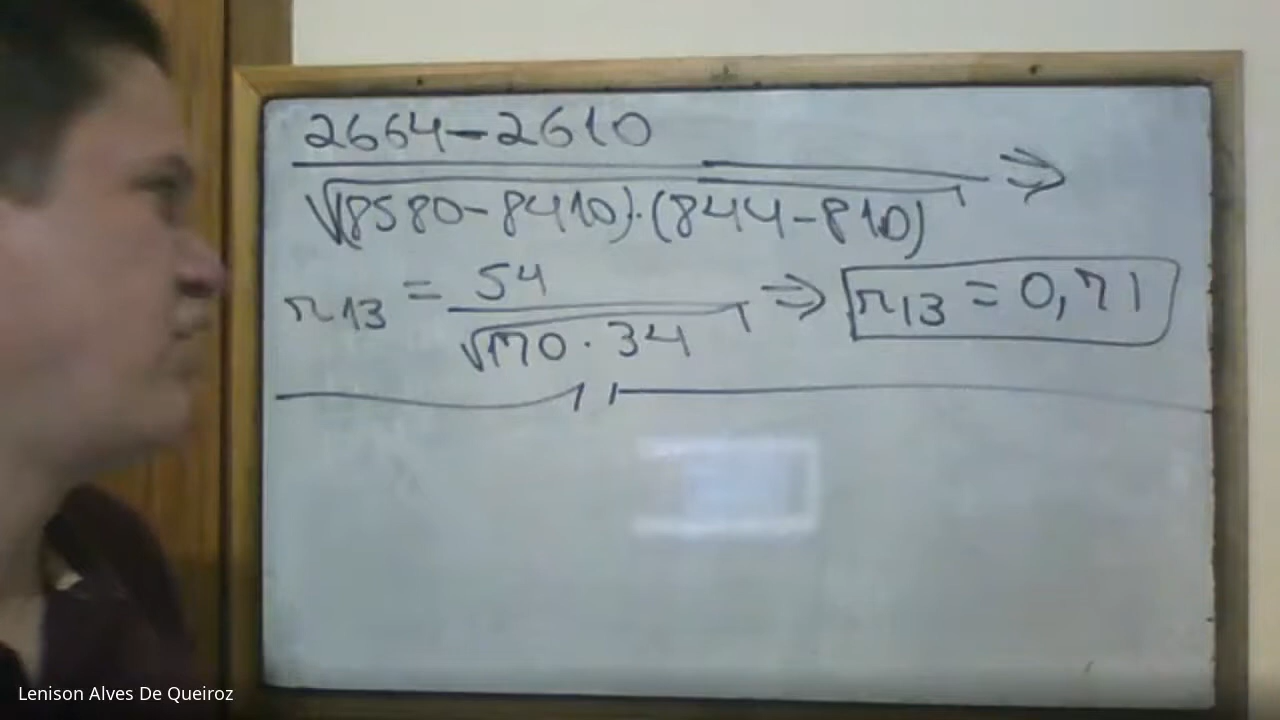 2664-2610
√(8580-8410).(844-810) ⇒
r13 = 54 / √170 . 34 ⇒ r13 = 0,71
Lenison Alves De Queiroz